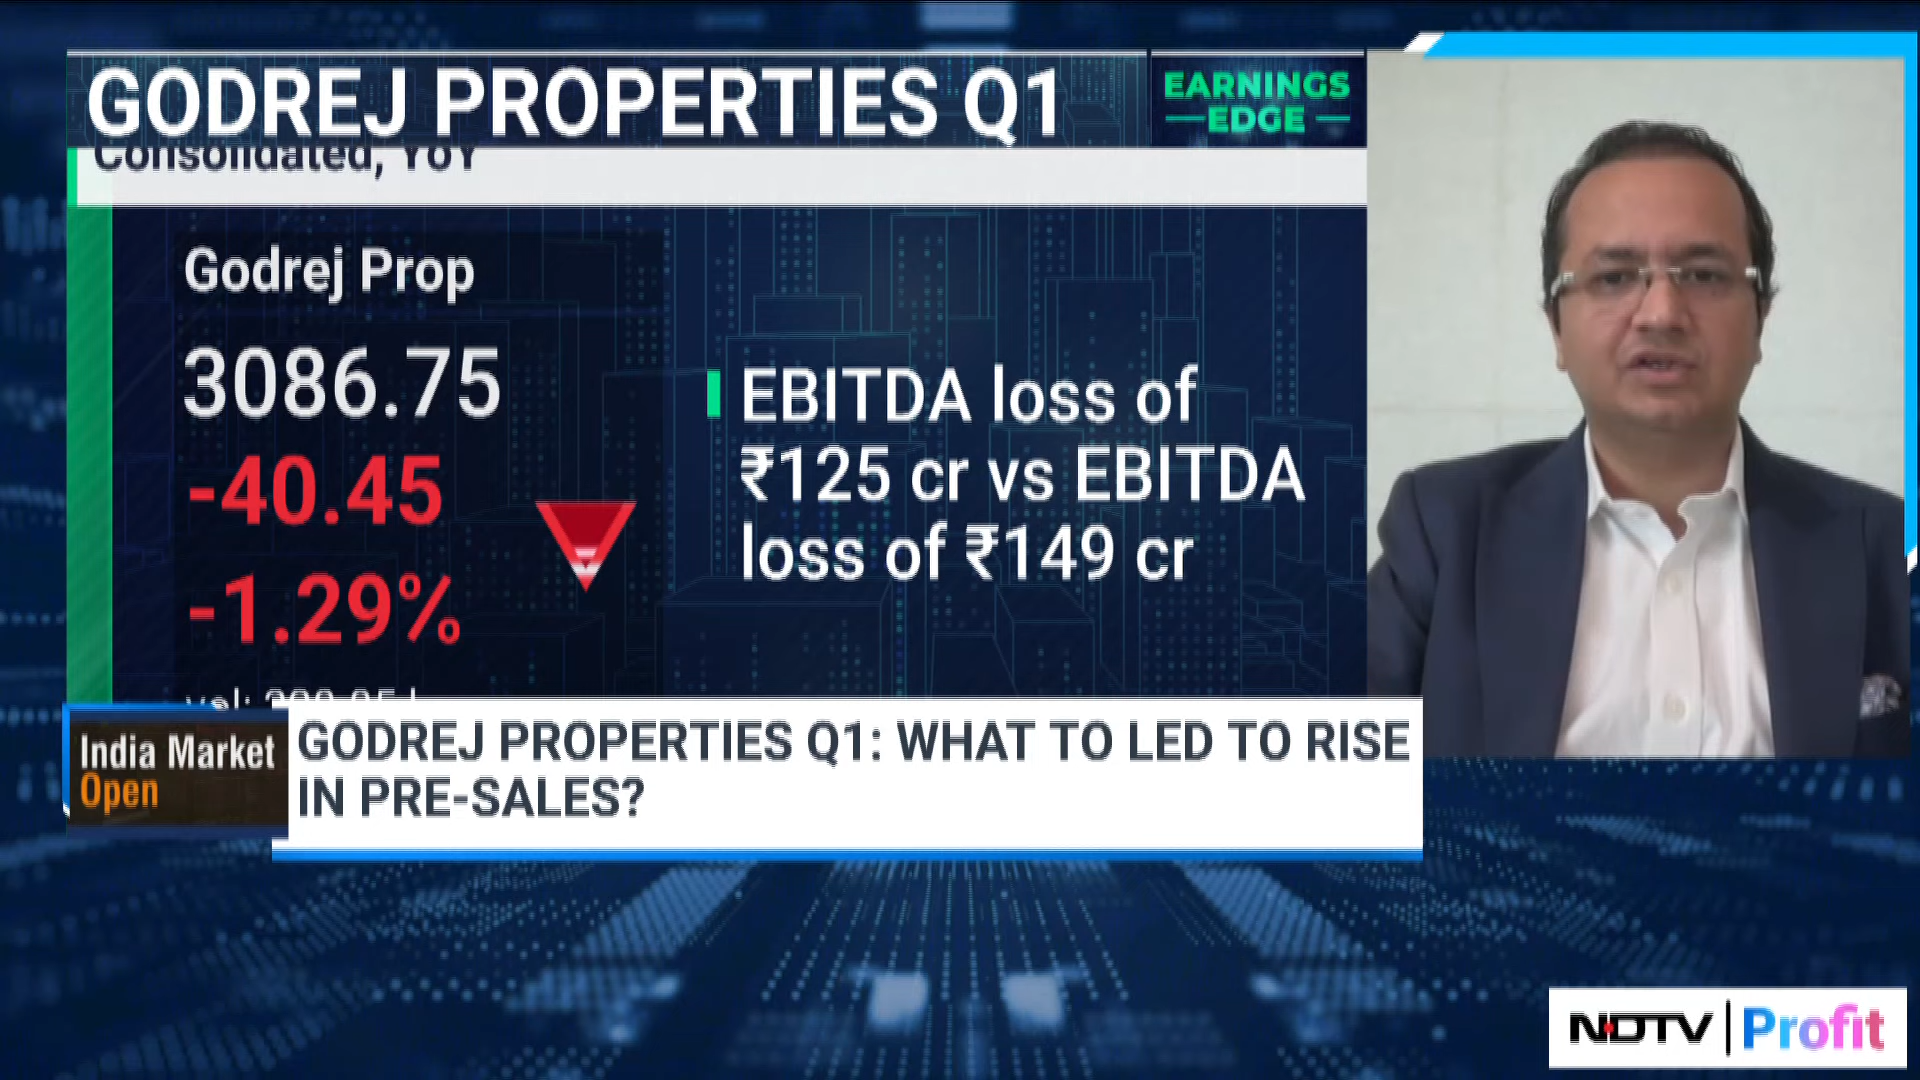 GODREJ PROPERTIES Q1
EARNINGS
EDGE
Consolidated, YoY
Godrej Prop
3086.75
-40.45
-1.29%
EBITDA loss of
₹125 cr vs EBITDA
loss of ₹149 cr
India Market
Open
GODREJ PROPERTIES Q1: WHAT TO LED TO RISE
IN PRE-SALES?
NDTV Profit